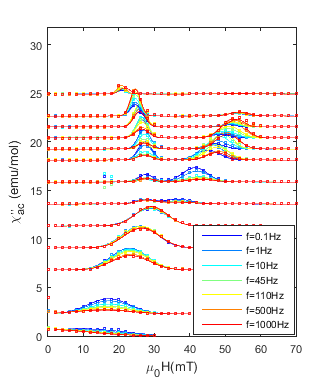 30
25
20
15
10
5
0
χ''ac (emu/mol)
f=0.1Hz
f=1Hz
f=10Hz
f=45Hz
f=110Hz
f=500Hz
f=1000Hz
0 10 20 30 40 50 60 70
μ0H(mT)